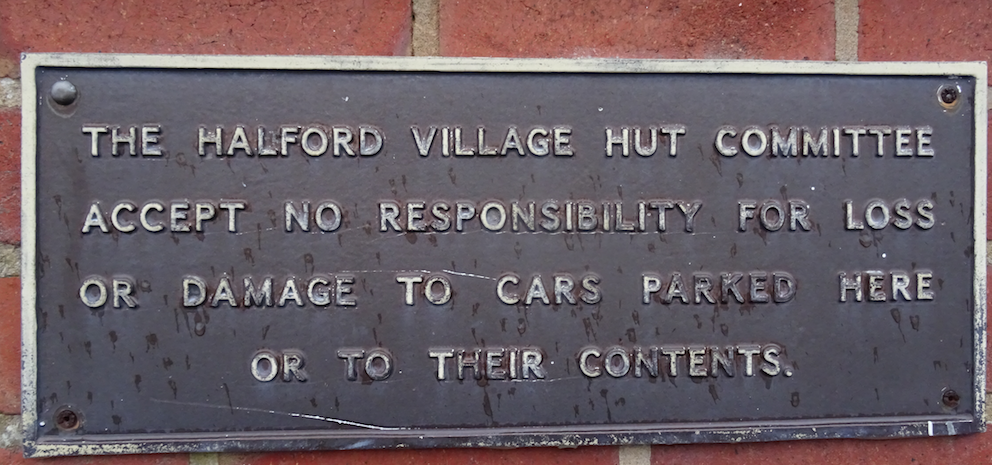 THE HALFORD VILLAGE HUT COMMITTEE
ACCEPT NO RESPONSIBILITY FOR LOSS
OR DAMAGE TO CARS PARKED HERE
OR TO THEIR CONTENTS.